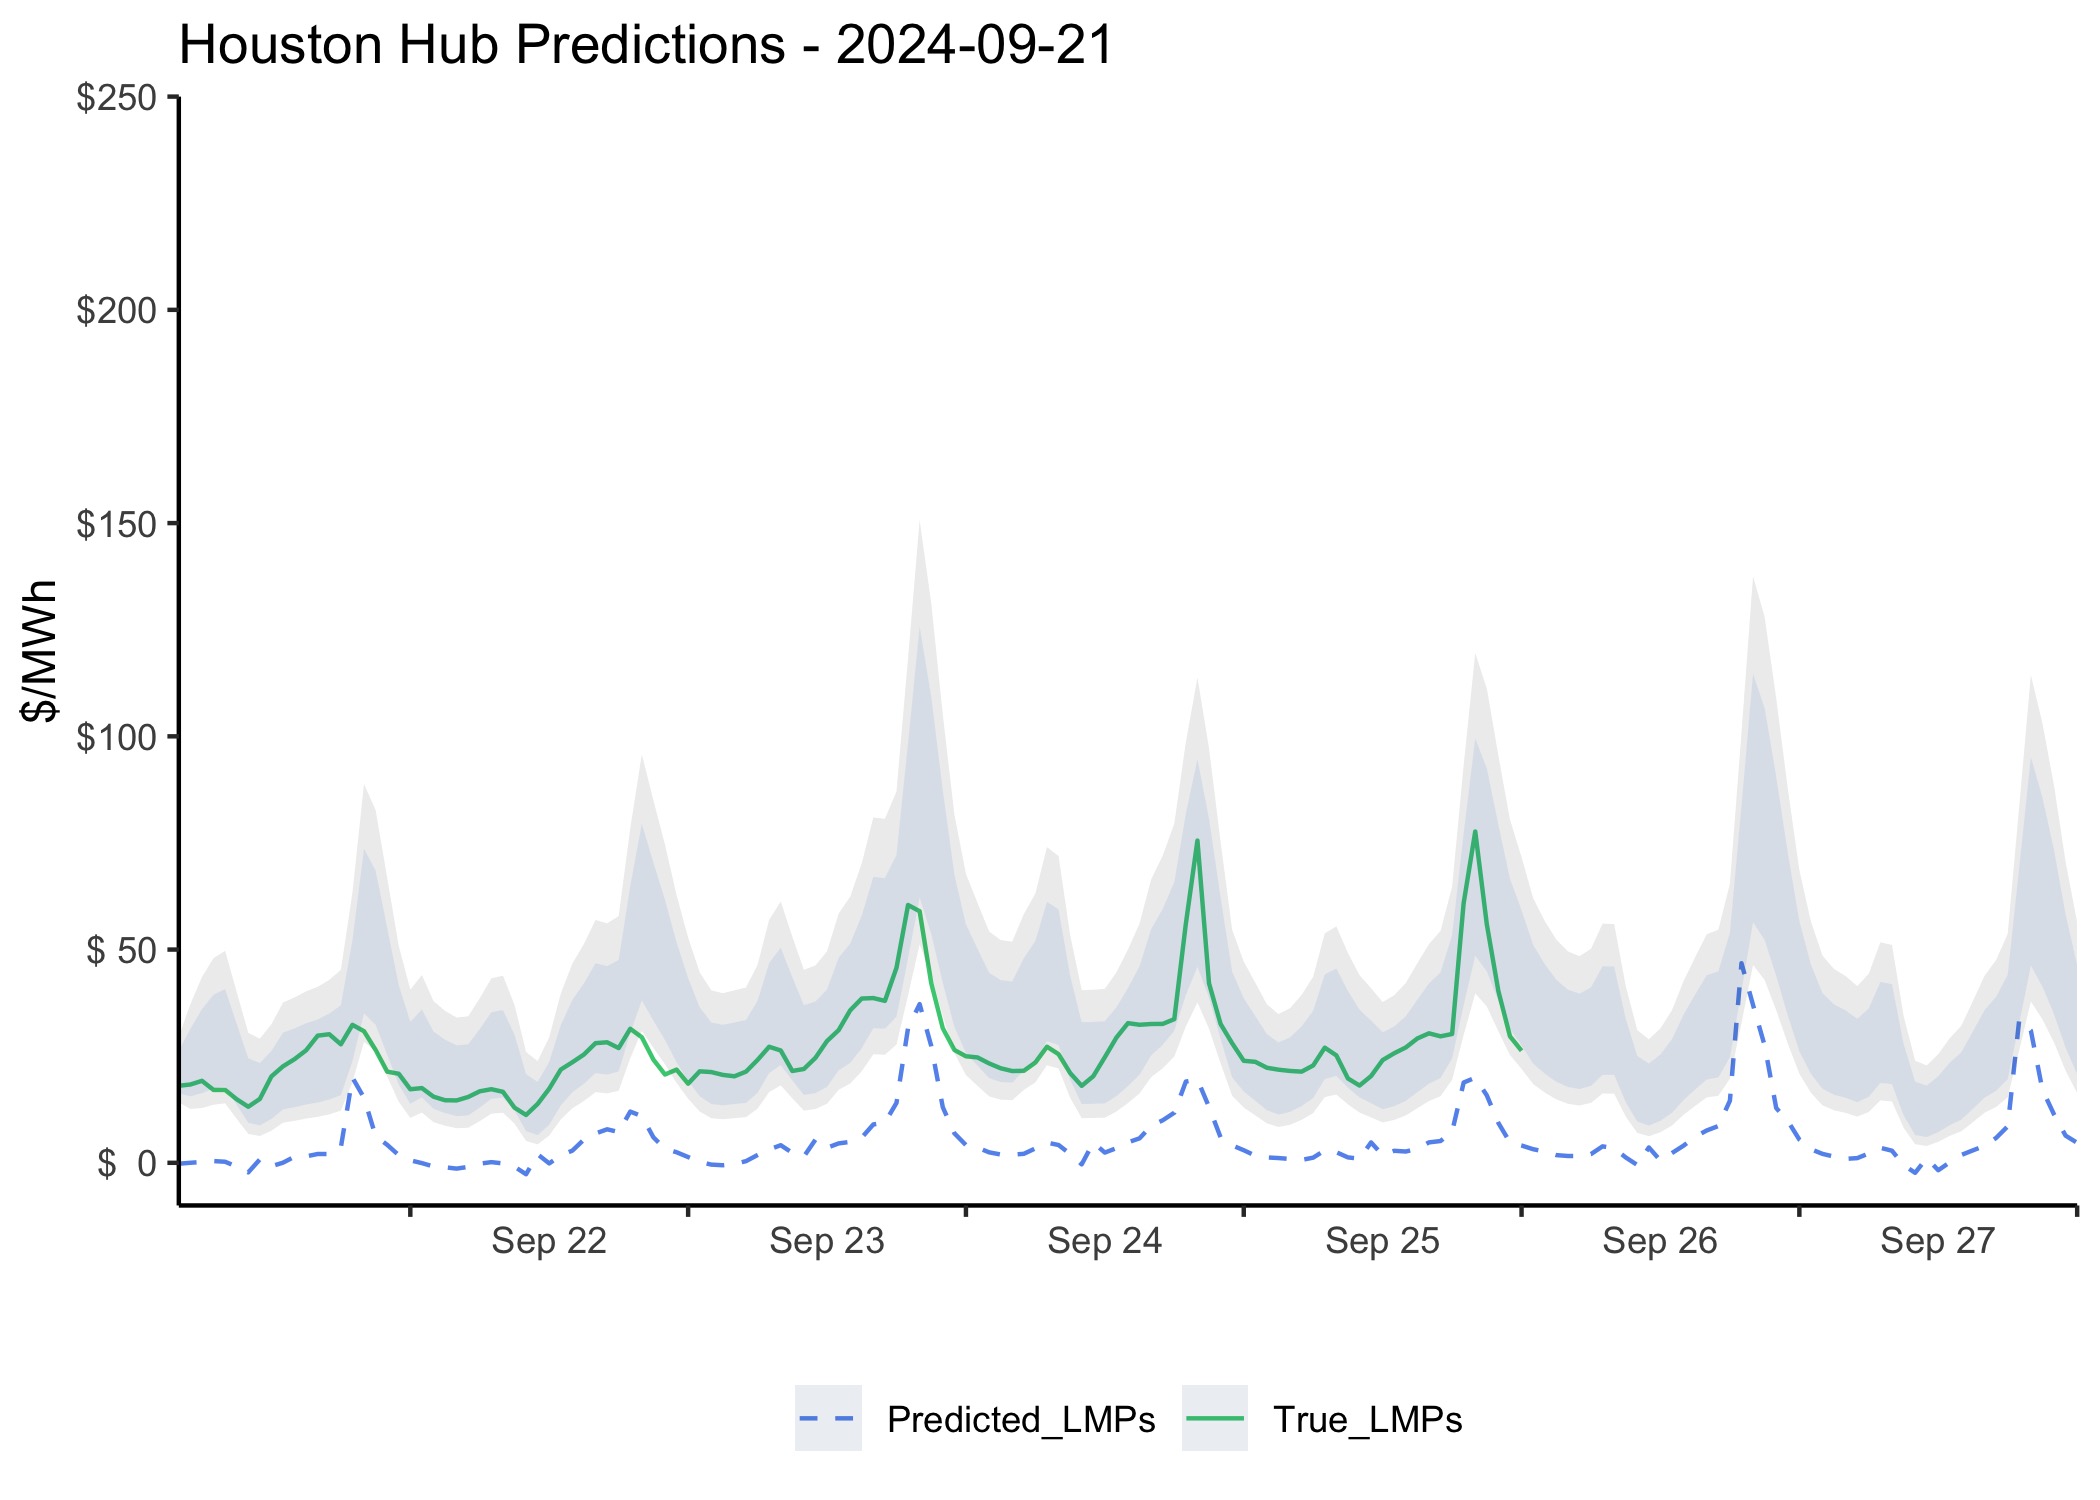 Houston Hub Predictions - 2024-09-21
$250
$200
$150
$100
$ 50
$ 0
$/MWh
Sep 22 Sep 23 Sep 24 Sep 25 Sep 26 Sep 27
Predicted_LMPs True_LMPs